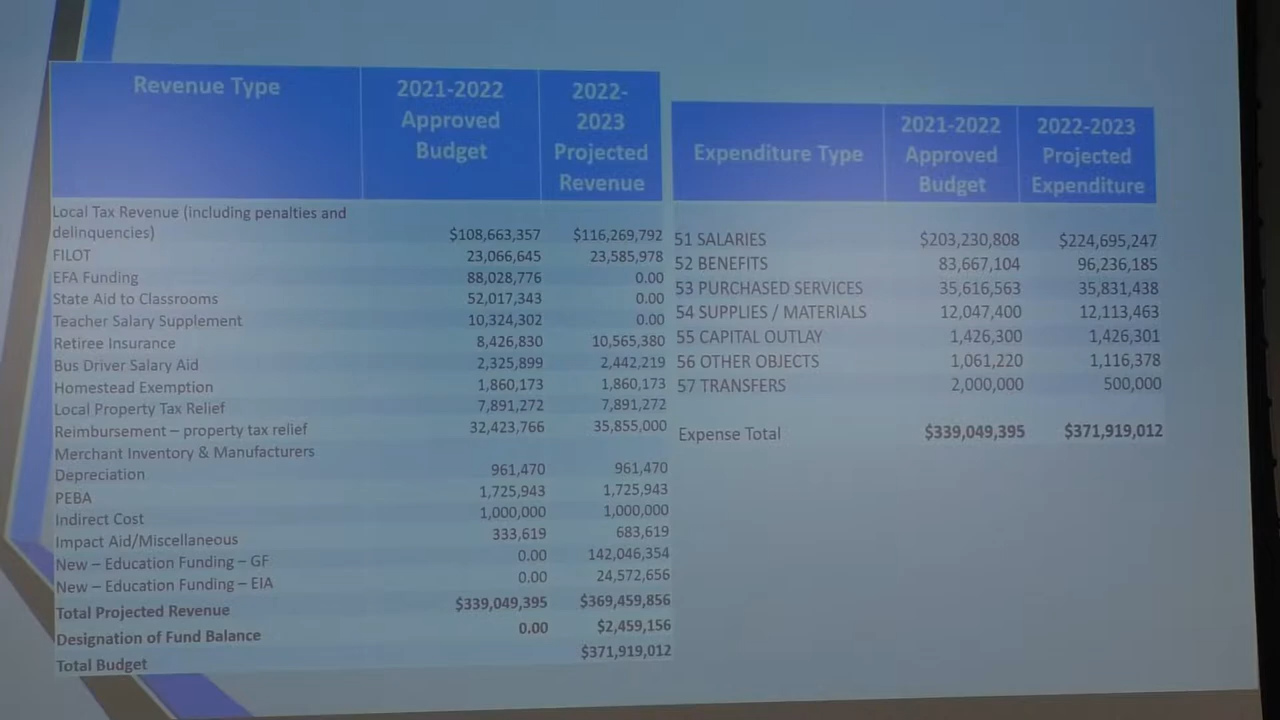 Revenue Type 2021-2022 Approved Budget 2022-2023 Projected Revenue
Local Tax Revenue (including penalties and
delinquencies) $108,663,357 $116,269,792
FILOT 23,066,645 23,585,978
EFA Funding 88,028,776 0.00
State Aid to Classrooms 52,017,343 0.00
Teacher Salary Supplement 10,324,302 0.00
Retiree Insurance 8,426,830 10,565,380
Bus Driver Salary Aid 2,325,899 2,442,219
Homestead Exemption 1,860,173 1,860,173
Local Property Tax Relief 7,891,272 7,891,272
Reimbursement – property tax relief 32,423,766 35,855,000
Merchant Inventory & Manufacturers
Depreciation 961,470 961,470
PEBA 1,725,943 1,725,943
Indirect Cost 1,000,000 1,000,000
Impact Aid/Miscellaneous 333,619 683,619
New – Education Funding – GF 0.00 142,046,354
New – Education Funding – EIA 0.00 24,572,656
Total Projected Revenue $339,049,395 $369,459,856
Designation of Fund Balance 0.00 $2,459,156
Total Budget $371,919,012
Expenditure Type 2021-2022 Approved Budget 2022-2023 Projected Expenditure
51 SALARIES $203,230,808 $224,695,247
52 BENEFITS 83,667,104 96,236,185
53 PURCHASED SERVICES 35,616,563 35,831,438
54 SUPPLIES / MATERIALS 12,047,400 12,113,463
55 CAPITAL OUTLAY 1,426,300 1,426,301
56 OTHER OBJECTS 1,061,220 1,116,378
57 TRANSFERS 2,000,000 500,000
Expense Total $339,049,395 $371,919,012